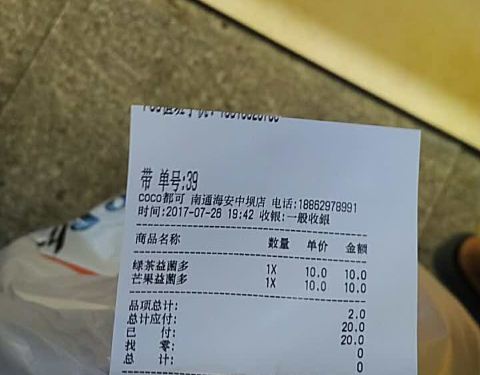 带 单号:39
coco都可 南通海安中坝店 电话:18862978991
时间:2017-07-26 19:42 收银:一般收銀
商品名称 数量 单价 金额
绿茶益菌多 1X 10.0 10.0
芒果益菌多 1X 10.0 10.0
品项总计: 2.0
总计应付: 20.0
已 付: 20.0
找 零: 0
总 计: 0